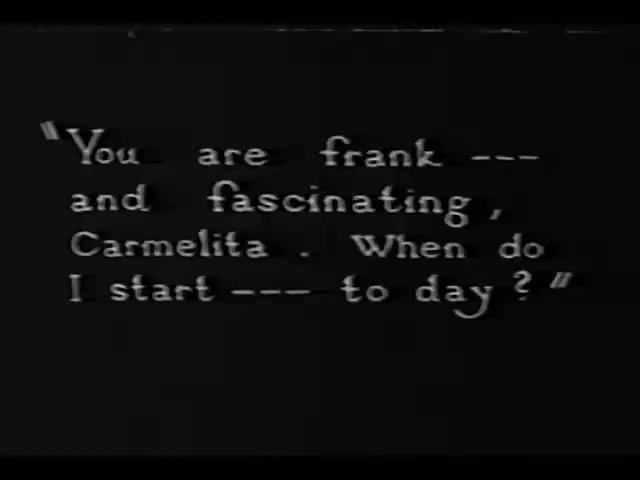 "You are frank ---
and fascinating,
Carmelita. When do
I start --- to day?"